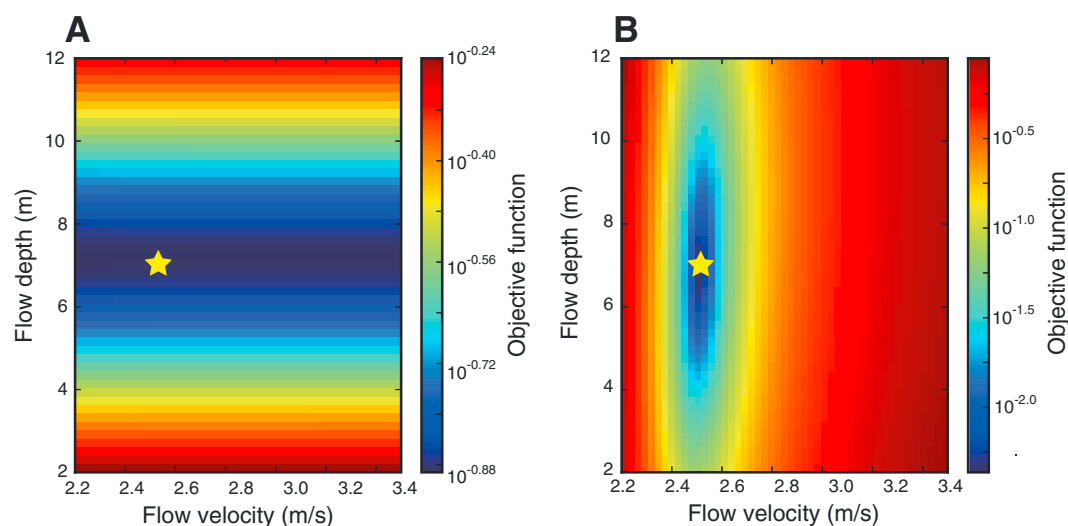 A
B
12
10
8
6
4
2
Flow depth (m)
2.2 2.4 2.6 2.8 3.0 3.2 3.4
Flow velocity (m/s)
10^-0.24
10^-0.40
10^-0.56
10^-0.72
10^-0.88
Objective function
12
10
8
6
4
2
Flow depth (m)
2.2 2.4 2.6 2.8 3.0 3.2 3.4
Flow velocity (m/s)
10^-0.5
10^-1.0
10^-1.5
10^-2.0
Objective function